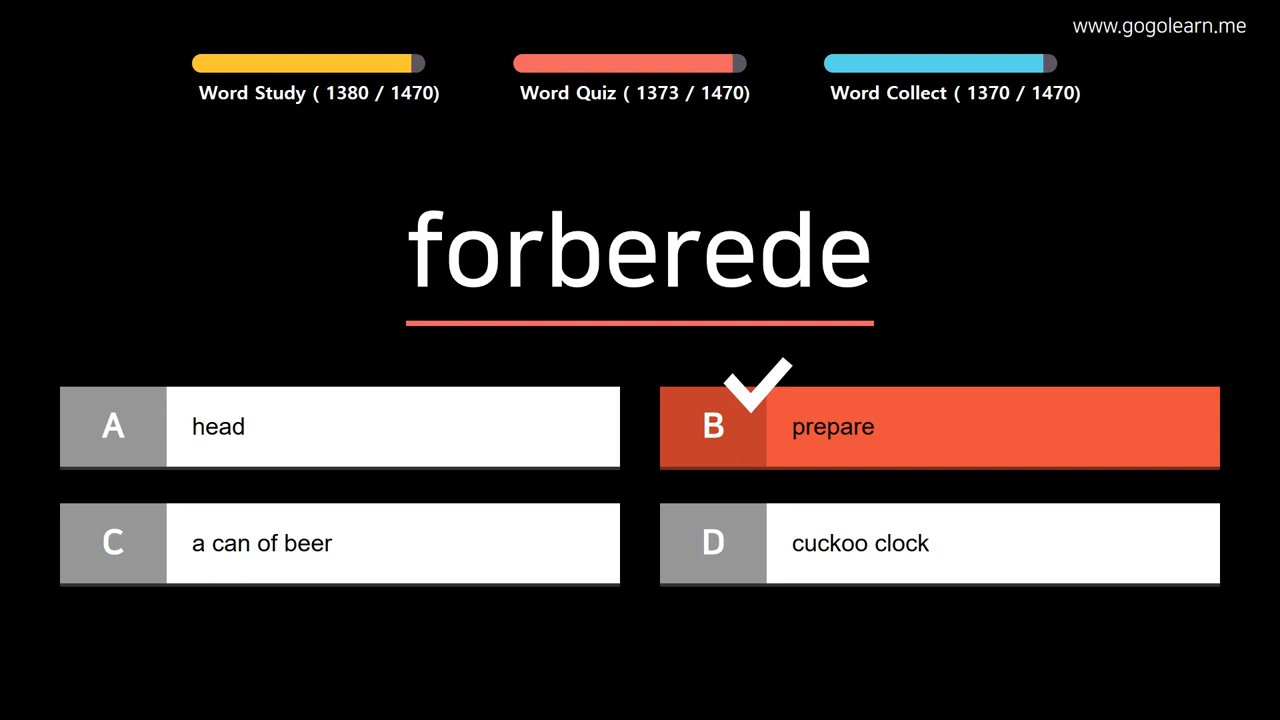 www.gogolearn.me
Word Study ( 1380 / 1470)
Word Quiz ( 1373 / 1470)
Word Collect ( 1370 / 1470)
forberede
A head
B prepare
C a can of beer
D cuckoo clock